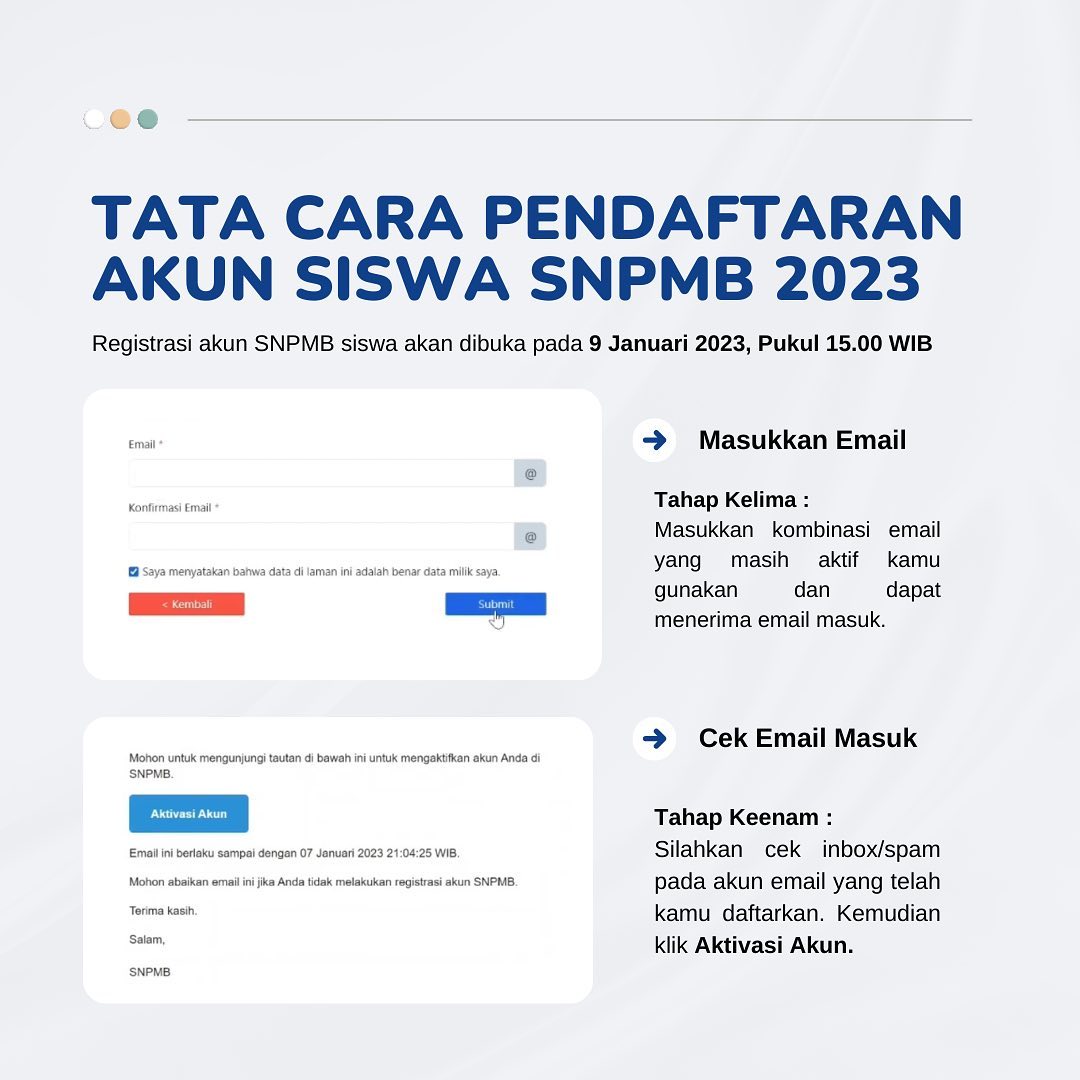 TATA CARA PENDAFTARAN
AKUN SISWA SNPMB 2023
Registrasi akun SNPMB siswa akan dibuka pada 9 Januari 2023, Pukul 15.00 WIB
Email *
@
Konfirmasi Email *
@
Saya menyatakan bahwa data di laman ini adalah benar data milik saya.
< Kembali
Submit
Masukkan Email
Tahap Kelima :
Masukkan kombinasi email
yang masih aktif kamu
gunakan dan dapat
menerima email masuk.
Mohon untuk mengunjungi tautan di bawah ini untuk mengaktifkan akun Anda di
SNPMB.
Aktivasi Akun
Email ini berlaku sampai dengan 07 Januari 2023 21:04:25 WIB.
Mohon abaikan email ini jika Anda tidak melakukan registrasi akun SNPMB.
Terima kasih.
Salam,
SNPMB
Cek Email Masuk
Tahap Keenam :
Silahkan cek inbox/spam
pada akun email yang telah
kamu daftarkan. Kemudian
klik Aktivasi Akun.